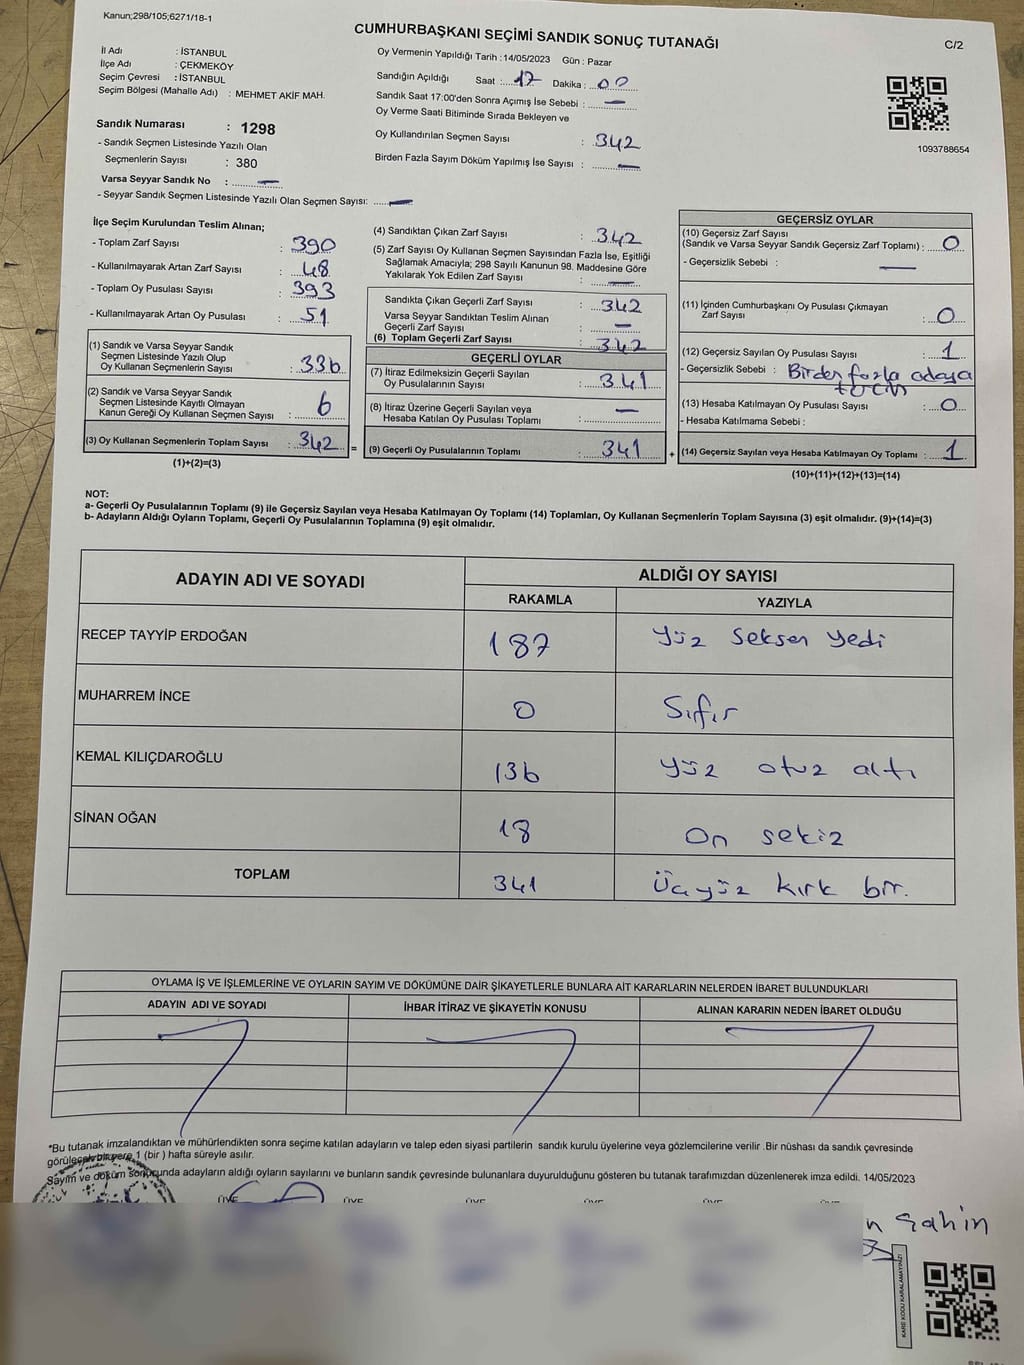 Kanun;298/105;6271/18-1
CUMHURBAŞKANI SEÇİMİ SANDIK SONUÇ TUTANAĞI
C/2
İl Adı : İSTANBUL
İlçe Adı : ÇEKMEKÖY
Seçim Çevresi : İSTANBUL
Seçim Bölgesi (Mahalle Adı) : MEHMET AKİF MAH.
Sandık Numarası : 1298
- Sandık Seçmen Listesinde Yazılı Olan
Seçmenlerin Sayısı : 380
Varsa Seyyar Sandık No : —
- Seyyar Sandık Seçmen Listesinde Yazılı Olan Seçmen Sayısı: —
Oy Vermenin Yapıldığı Tarih :14/05/2023 Gün : Pazar
Sandığın Açıldığı Saat : 17 Dakika : 00
Sandık Saat 17:00'den Sonra Açımış İse Sebebi : —
Oy Verme Saati Bitiminde Sırada Bekleyen ve
Oy Kullandırılan Seçmen Sayısı : 342
Birden Fazla Sayım Döküm Yapılmış İse Sayısı : —
1093788654
İlçe Seçim Kurulundan Teslim Alınan;
- Toplam Zarf Sayısı : 390
- Kullanılmayarak Artan Zarf Sayısı : 48
- Toplam Oy Pusulası Sayısı : 393
- Kullanılmayarak Artan Oy Pusulası : 51
(1) Sandık ve Varsa Seyyar Sandık
Seçmen Listesinde Yazılı Olup
Oy Kullanan Seçmenlerin Sayısı : 336
(2) Sandık ve Varsa Seyyar Sandık
Seçmen Listesinde Kayıtlı Olmayan
Kanun Gereği Oy Kullanan Seçmen Sayısı : 6
(3) Oy Kullanan Seçmenlerin Toplam Sayısı : 342 =
(1)+(2)=(3)
(4) Sandıktan Çıkan Zarf Sayısı : 342
(5) Zarf Sayısı Oy Kullanan Seçmen Sayısından Fazla İse, Eşitliği
Sağlamak Amacıyla; 298 Sayılı Kanunun 98. Maddesine Göre
Yakılarak Yok Edilen Zarf Sayısı : —
Sandıkta Çıkan Geçerli Zarf Sayısı : 342
Varsa Seyyar Sandıktan Teslim Alınan
Geçerli Zarf Sayısı : —
(6) Toplam Geçerli Zarf Sayısı : 342
GEÇERLİ OYLAR
(7) İtiraz Edilmeksizin Geçerli Sayılan
Oy Pusulalarının Sayısı : 341
(8) İtiraz Üzerine Geçerli Sayılan veya
Hesaba Katılan Oy Pusulası Toplamı : —
(9) Geçerli Oy Pusulalarının Toplamı : 341 +
GEÇERSİZ OYLAR
(10) Geçersiz Zarf Sayısı
(Sandık ve Varsa Seyyar Sandık Geçersiz Zarf Toplamı) : 0
- Geçersizlik Sebebi : —
(11) İçinden Cumhurbaşkanı Oy Pusulası Çıkmayan
Zarf Sayısı : 0
(12) Geçersiz Sayılan Oy Pusulası Sayısı : 1
- Geçersizlik Sebebi : Birden fazla adaya
(13) Hesaba Katılmayan Oy Pusulası Sayısı : 0
- Hesaba Katılmama Sebebi :
(14) Geçersiz Sayılan veya Hesaba Katılmayan Oy Toplamı : 1
(10)+(11)+(12)+(13)=(14)
NOT:
a- Geçerli Oy Pusulalarının Toplamı (9) ile Geçersiz Sayılan veya Hesaba Katılmayan Oy Toplamı (14) Toplamları, Oy Kullanan Seçmenlerin Toplam Sayısına (3) eşit olmalıdır. (9)+(14)=(3)
b- Adayların Aldığı Oyların Toplamı, Geçerli Oy Pusulalarının Toplamına (9) eşit olmalıdır.
ADAYIN ADI VE SOYADI ALDIĞI OY SAYISI
RAKAMLA YAZIYLA
RECEP TAYYİP ERDOĞAN 187 Yüz seksen yedi
MUHARREM İNCE 0 Sıfır
KEMAL KILIÇDAROĞLU 136 Yüz otuz altı
SİNAN OĞAN 18 On sekiz
TOPLAM 341 Üçyüz kırk bir.
OYLAMA İŞ VE İŞLEMLERİNE VE OYLARIN SAYIM VE DÖKÜMÜNE DAİR ŞİKAYETLERLE BUNLARA AİT KARARLARIN NELERDEN İBARET BULUNDUKLARI
ADAYIN ADI VE SOYADI İHBAR İTİRAZ VE ŞİKAYETİN KONUSU ALINAN KARARIN NEDEN İBARET OLDUĞU
*Bu tutanak imzalandıktan ve mühürlendikten sonra seçime katılan adayların ve talep eden siyasi partilerin sandık kurulu üyelerine veya gözlemcilerine verilir .Bir nüshası da sandık çevresinde
görülecek bir yere 1 (bir ) hafta süreyle asılır.
Sayım ve döküm sonucunda adayların aldığı oyların sayılarını ve bunların sandık çevresinde bulunanlara duyurulduğunu gösteren bu tutanak tarafımızdan düzenlenerek imza edildi. 14/05/2023
ÜYE ÜYE ÜYE ÜYE ÜYE ÜYE
n Şahin
KARE KODU KARALAMAYINIZ!